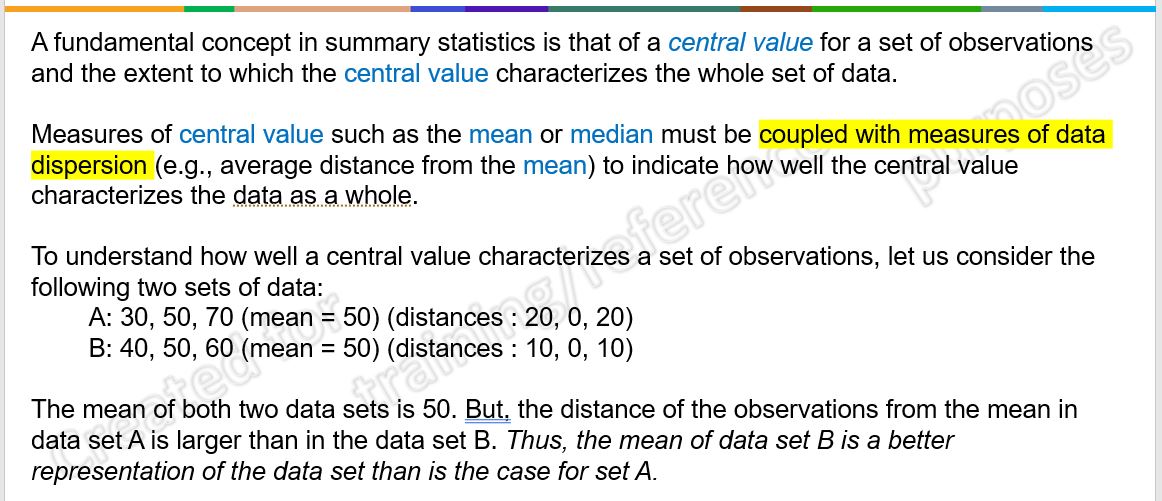 A fundamental concept in summary statistics is that of a central value for a set of observations
and the extent to which the central value characterizes the whole set of data.
Measures of central value such as the mean or median must be coupled with measures of data
dispersion (e.g., average distance from the mean) to indicate how well the central value
characterizes the data as a whole.
To understand how well a central value characterizes a set of observations, let us consider the
following two sets of data:
A: 30, 50, 70 (mean = 50) (distances : 20, 0, 20)
B: 40, 50, 60 (mean = 50) (distances : 10, 0, 10)
The mean of both two data sets is 50. But, the distance of the observations from the mean in
data set A is larger than in the data set B. Thus, the mean of data set B is a better
representation of the data set than is the case for set A.
Created for
training/reference
purposes